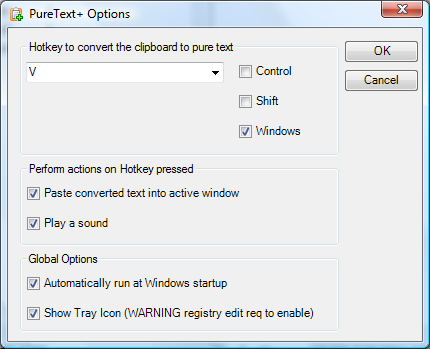 PureText+ Options
Hotkey to convert the clipboard to pure text
OK
V
Control
Cancel
Shift
Windows
Perform actions on Hotkey pressed
Paste converted text into active window
Play a sound
Global Options
Automatically run at Windows startup
Show Tray Icon (WARNING registry edit req to enable)